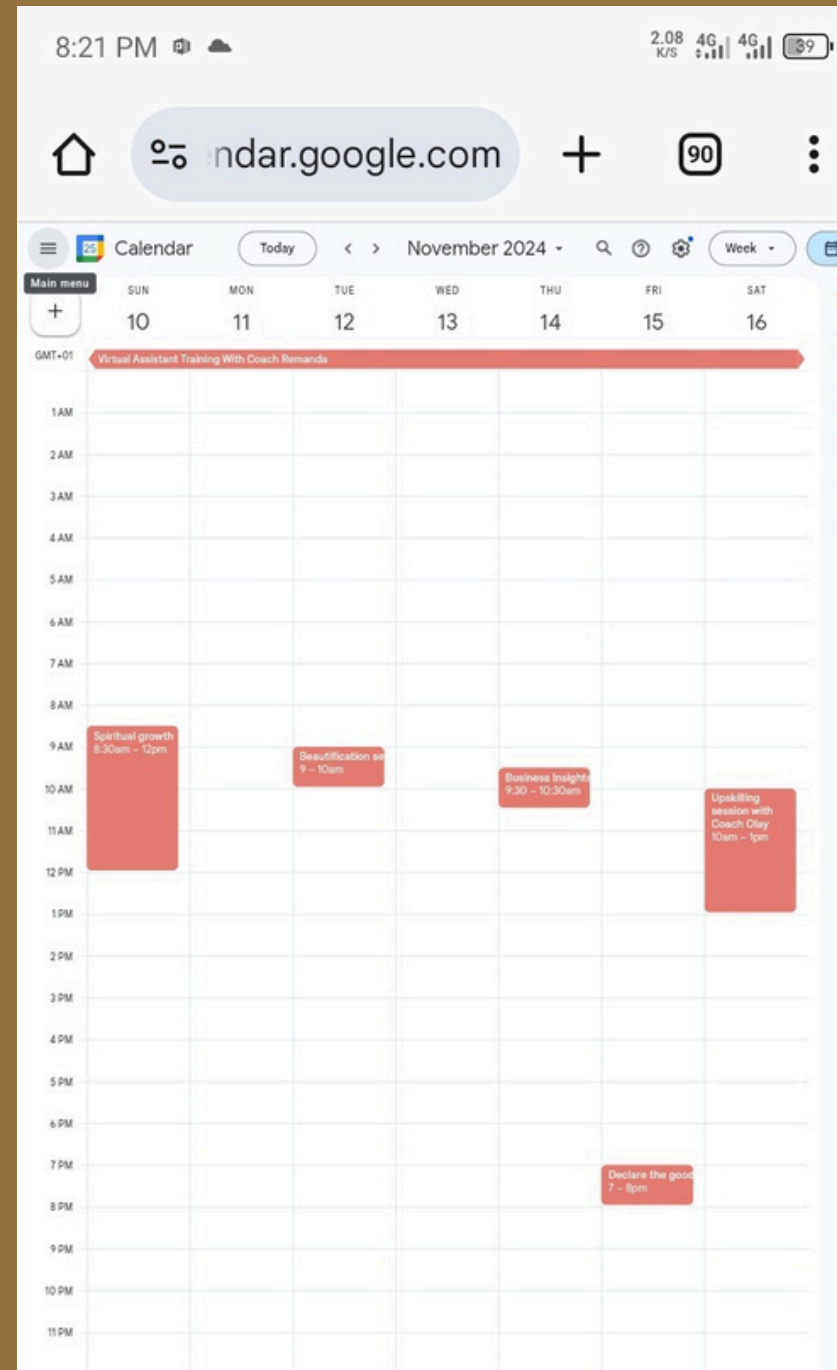 8:21 PM
2.08 K/S 4G 4G 39
ndar.google.com 90
25 Calendar Today November 2024 Week
Main menu
SUN MON TUE WED THU FRI SAT
10 11 12 13 14 15 16
GMT+01 Virtual Assistant Training With Coach Remanda
1 AM
2 AM
3 AM
4 AM
5 AM
6 AM
7 AM
8 AM
Spiritual growth
8:30am – 12pm
9 AM
Beautification se
9 – 10am
Business Insights
9:30 – 10:30am
10 AM
Upskilling
session with
Coach Olay
10am – 1pm
11 AM
12 PM
1 PM
2 PM
3 PM
4 PM
5 PM
6 PM
7 PM
Declare the good
7 – 8pm
8 PM
9 PM
10 PM
11 PM